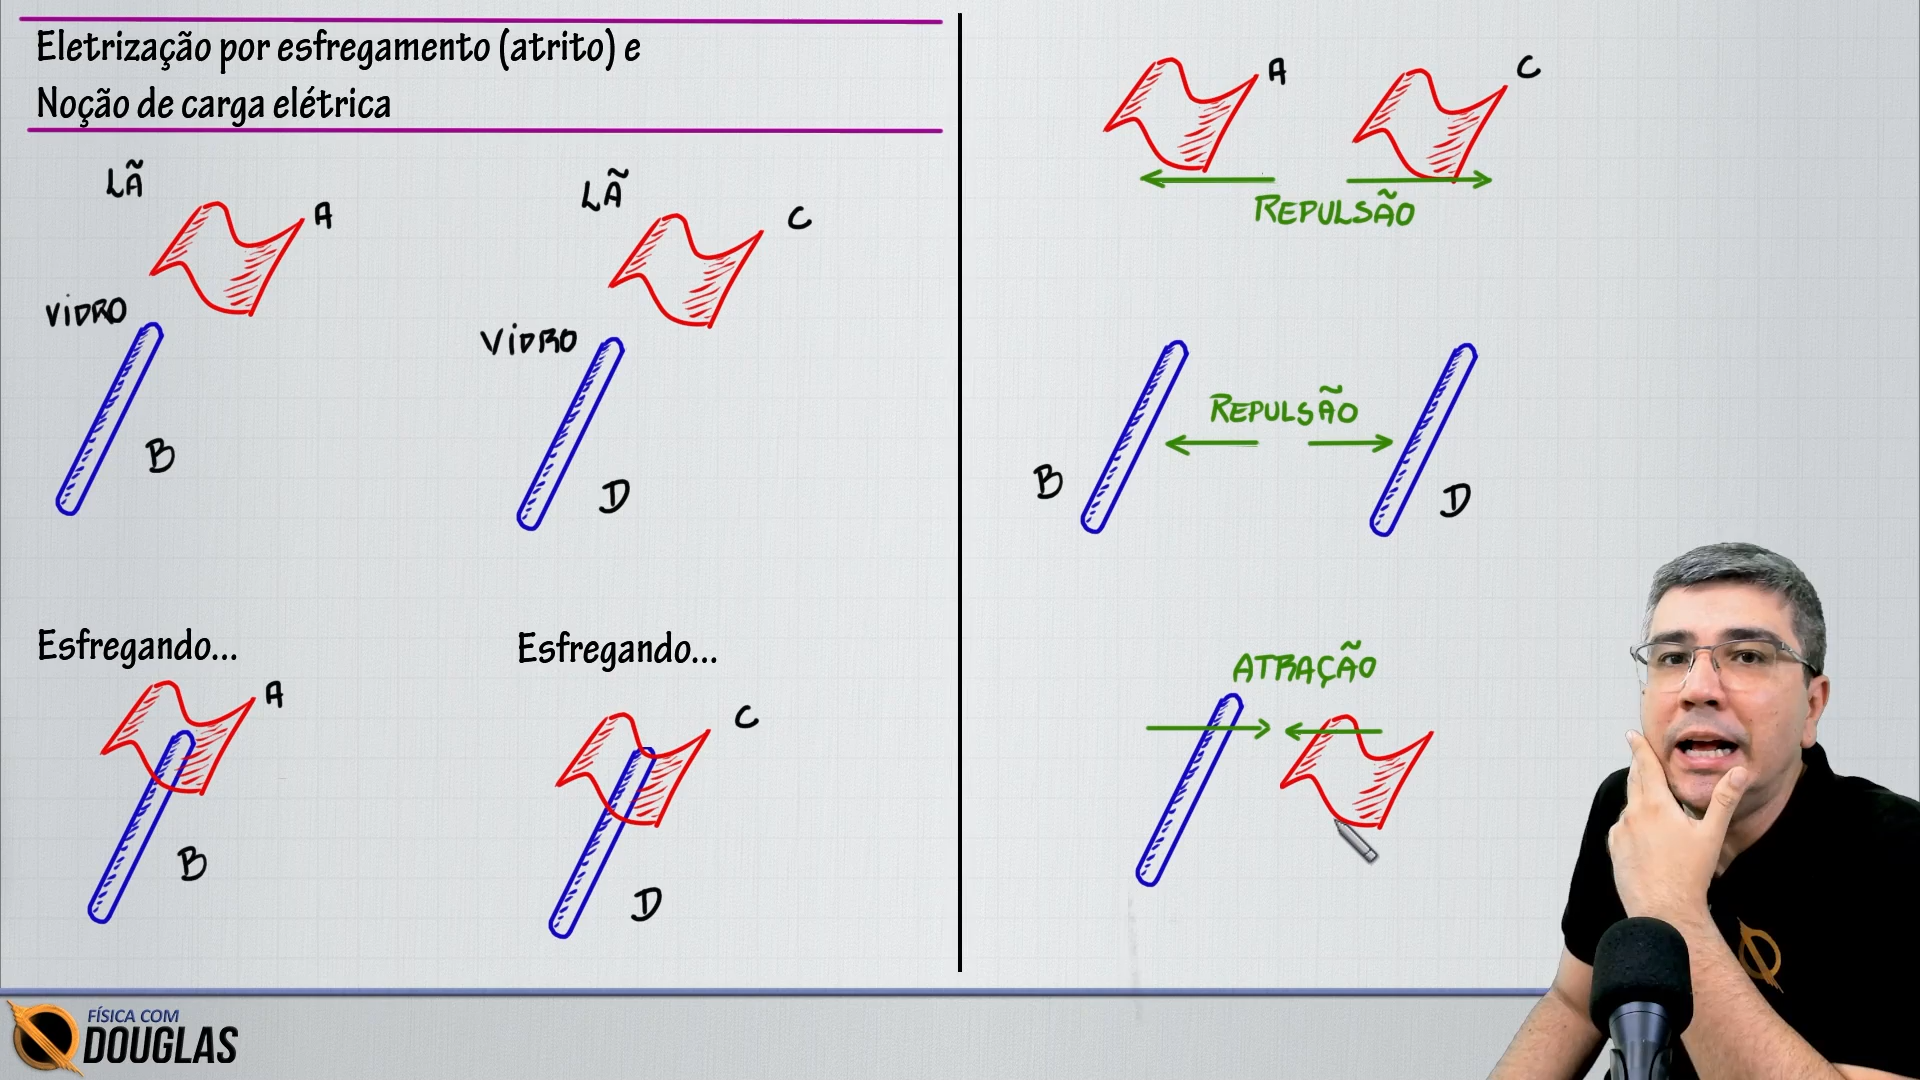 Eletrização por esfregamento (atrito) e
Noção de carga elétrica
LÃ
A
VIDRO
B
LÃ
C
VIDRO
D
Esfregando...
A
B
Esfregando...
C
D
A
C
REPULSÃO
REPULSÃO
B
D
ATRAÇÃO
FÍSICA COM
DOUGLAS